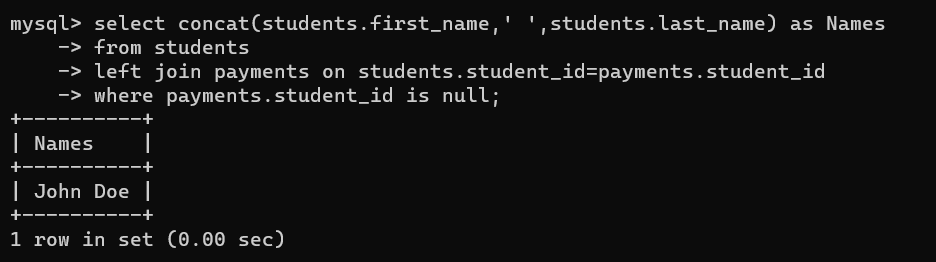 mysql> select concat(students.first_name,' ',students.last_name) as Names
    -> from students
    -> left join payments on students.student_id=payments.student_id
    -> where payments.student_id is null;
+----------+
| Names    |
+----------+
| John Doe |
+----------+
1 row in set (0.00 sec)